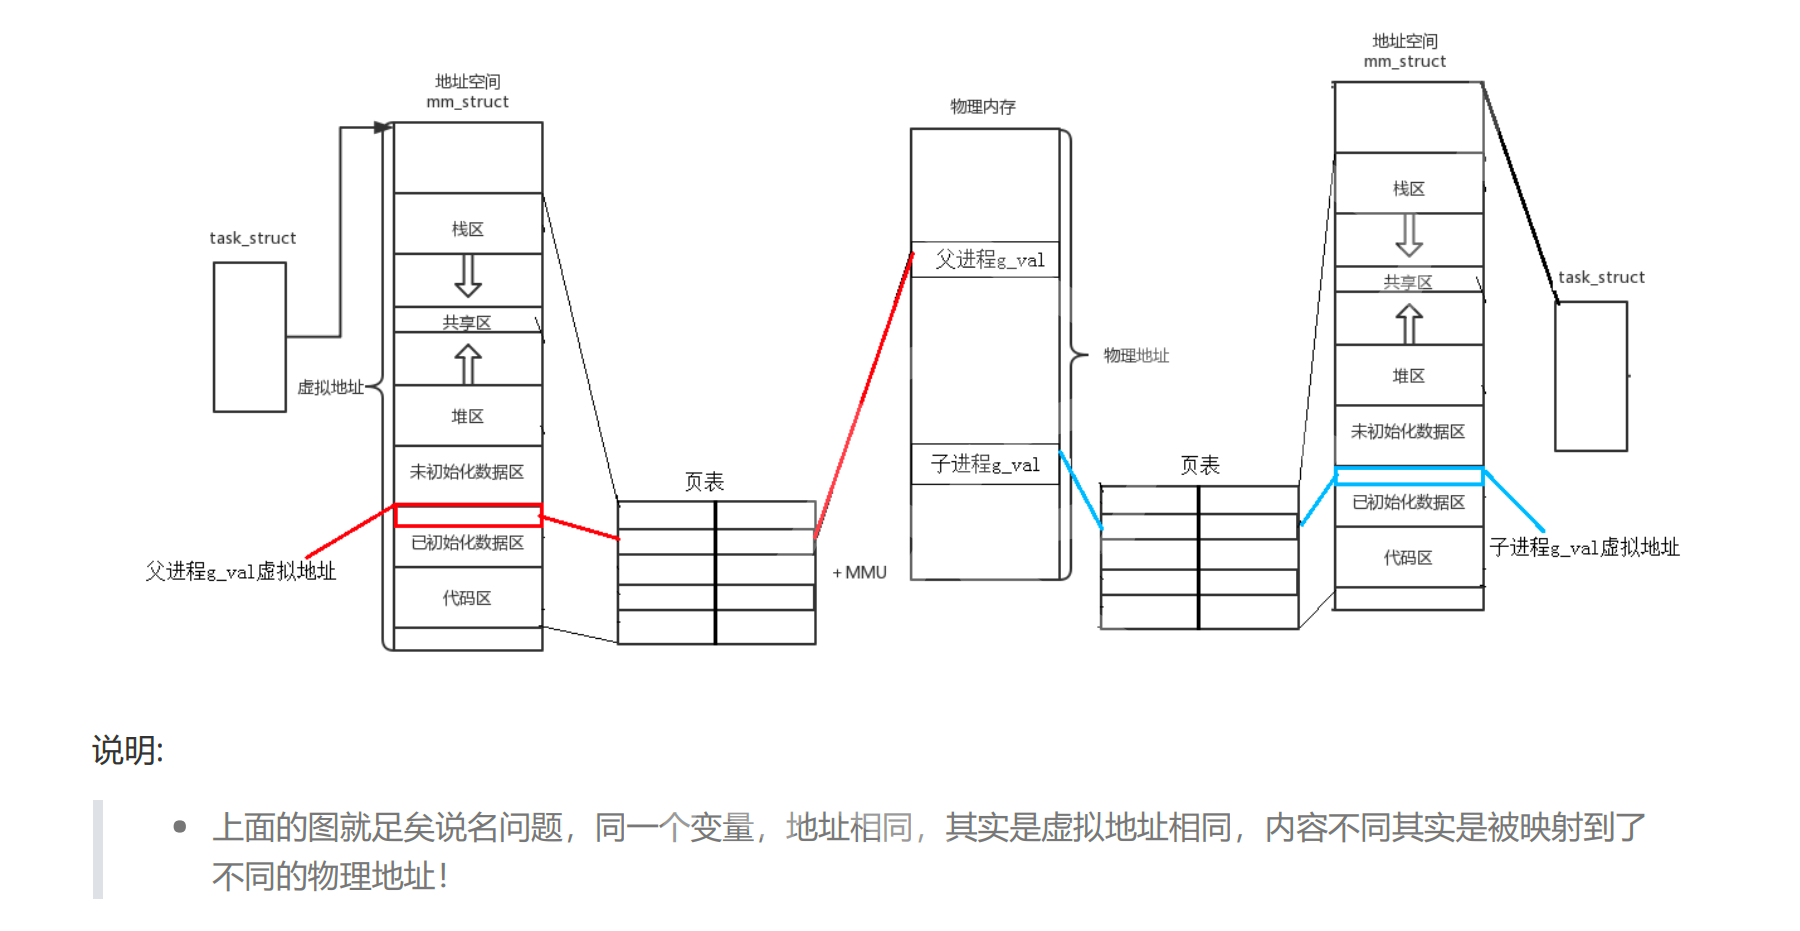 地址空间
mm_struct
地址空间
mm_struct
物理内存
栈区
栈区
task_struct
父进程g_val
共享区
task_struct
共享区
虚拟地址
物理地址
堆区
堆区
未初始化数据区
未初始化数据区
页表
子进程g_val
页表
已初始化数据区
已初始化数据区
父进程g_val虚拟地址
+ MMU
子进程g_val虚拟地址
代码区
代码区
说明:
上面的图就足矣说名问题，同一个变量，地址相同，其实是虚拟地址相同，内容不同其实是被映射到了
不同的物理地址！